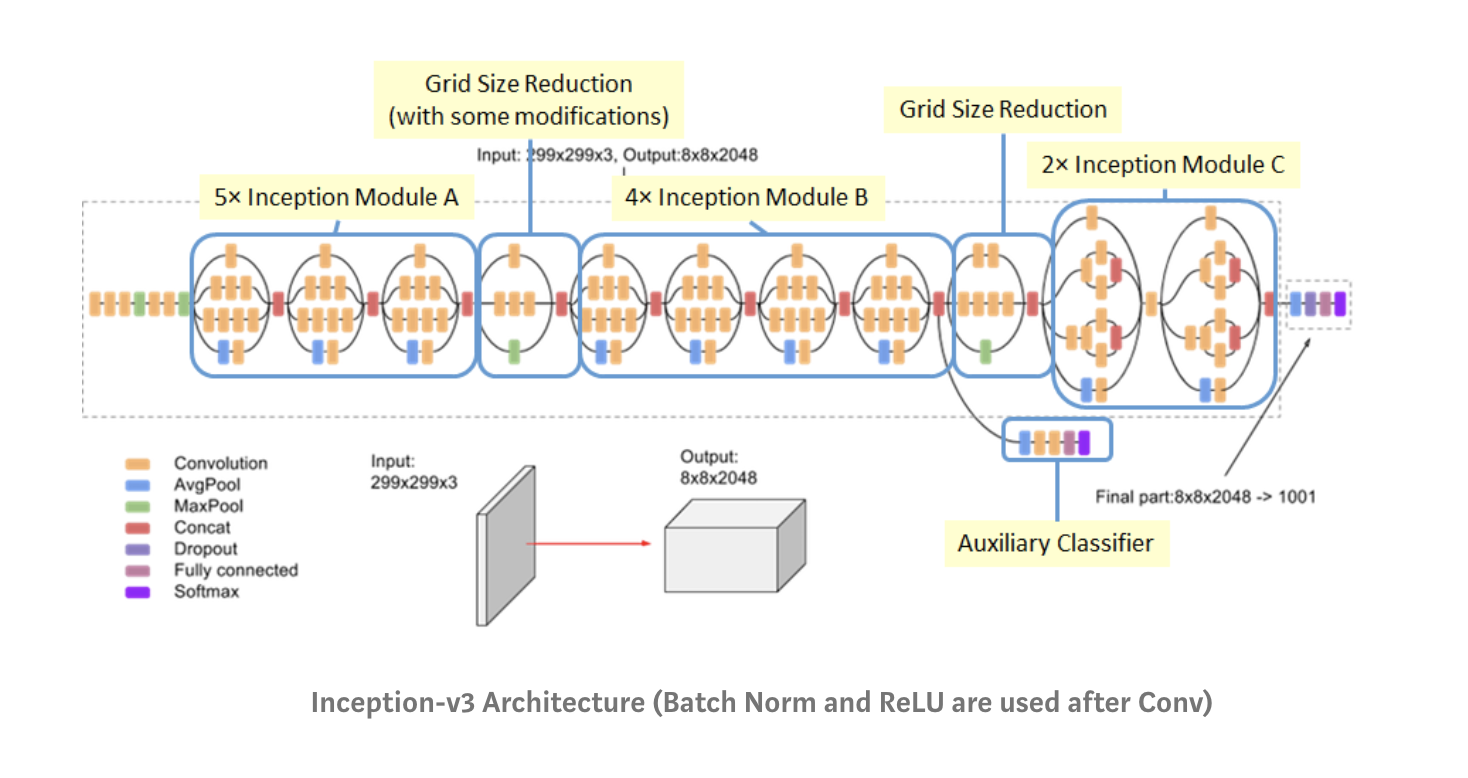 Grid Size Reduction
(with some modifications)
Grid Size Reduction
Input: 299x299x3, Output:8x8x2048
2× Inception Module C
5× Inception Module A
4× Inception Module B
Convolution
AvgPool
MaxPool
Concat
Dropout
Fully connected
Softmax
Input:
299x299x3
Output:
8x8x2048
Final part:8x8x2048 -> 1001
Auxiliary Classifier
Inception-v3 Architecture (Batch Norm and ReLU are used after Conv)